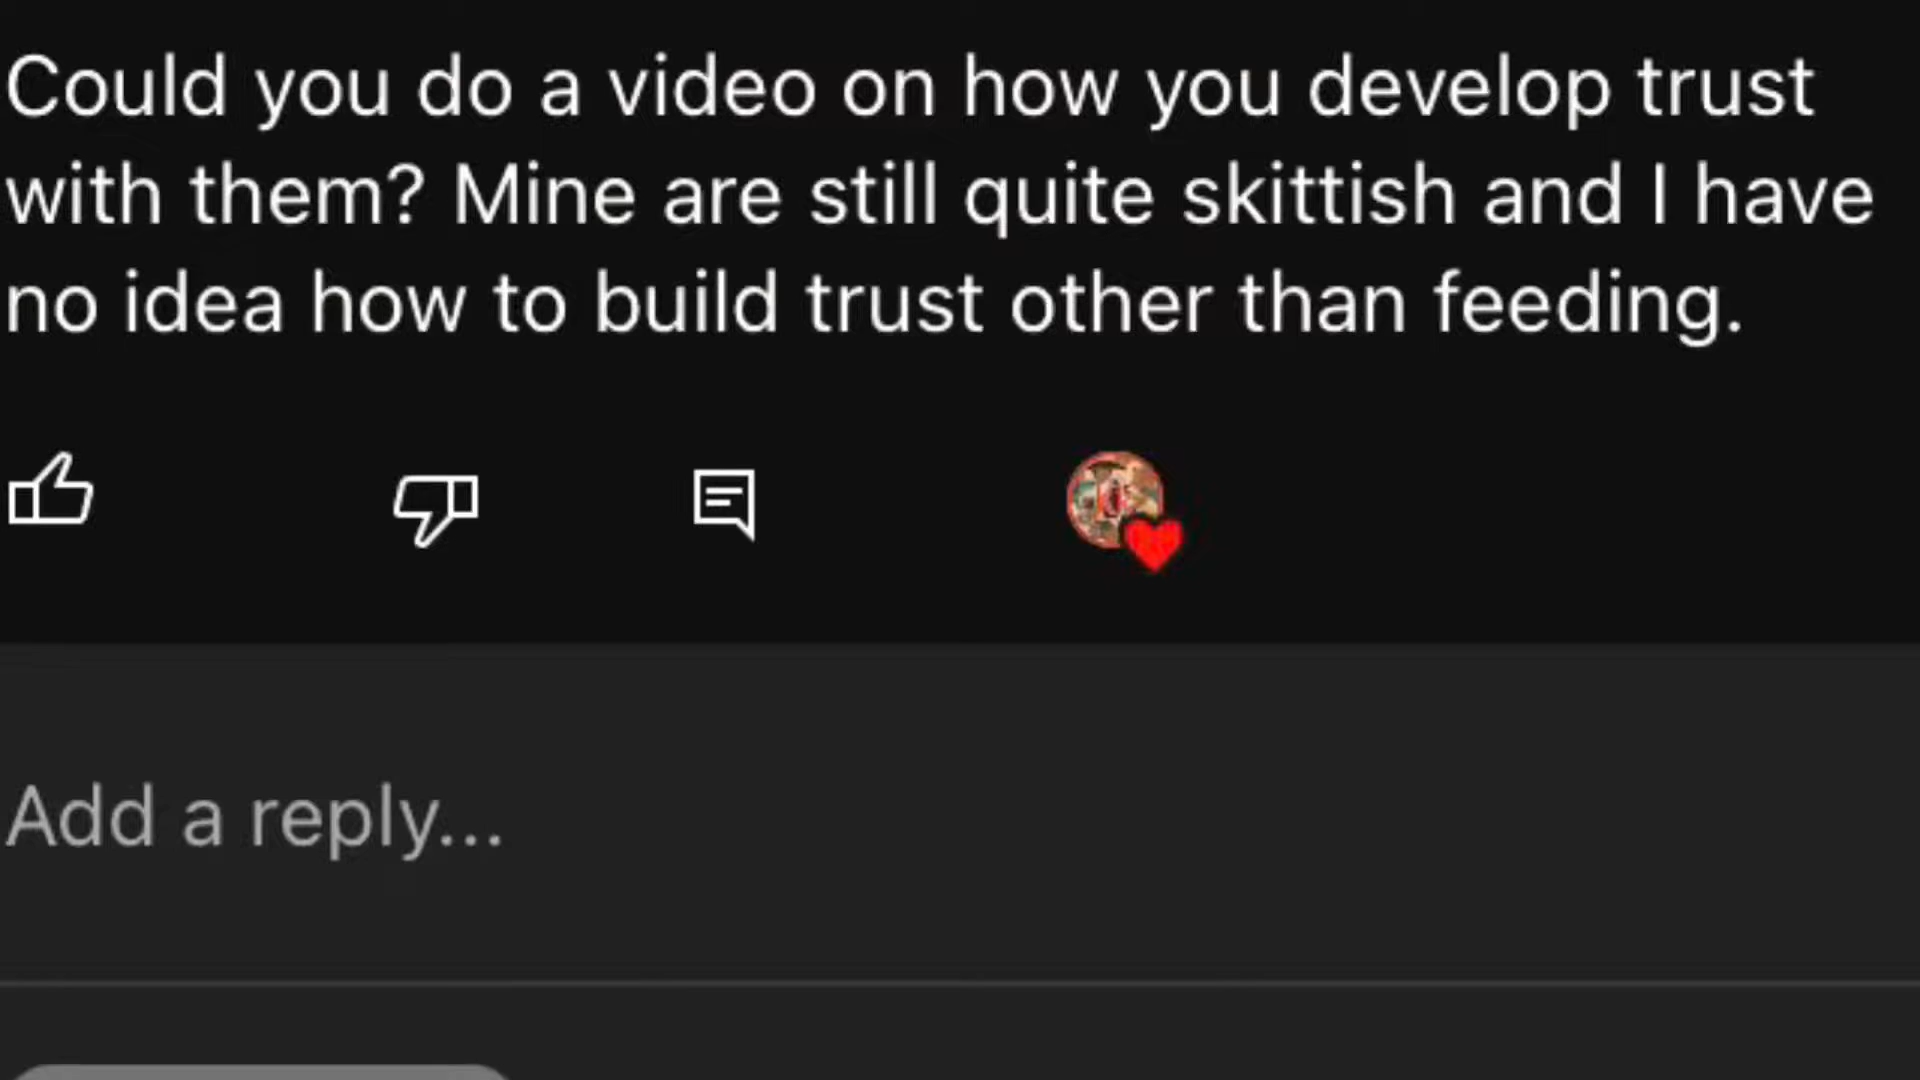 Could you do a video on how you develop trust
with them? Mine are still quite skittish and I have
no idea how to build trust other than feeding.
Add a reply...